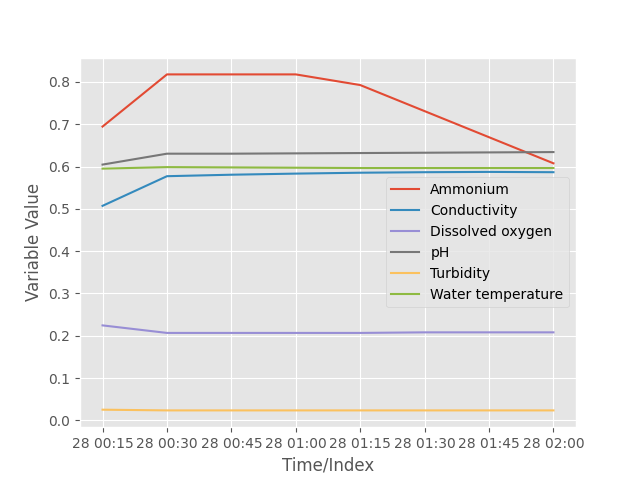 0.8
0.7
0.6
0.5
0.4
0.3
0.2
0.1
0.0
Variable Value
Ammonium
Conductivity
Dissolved oxygen
pH
Turbidity
Water temperature
28 00:15 28 00:30 28 00:45 28 01:00 28 01:15 28 01:30 28 01:45 28 02:00
Time/Index